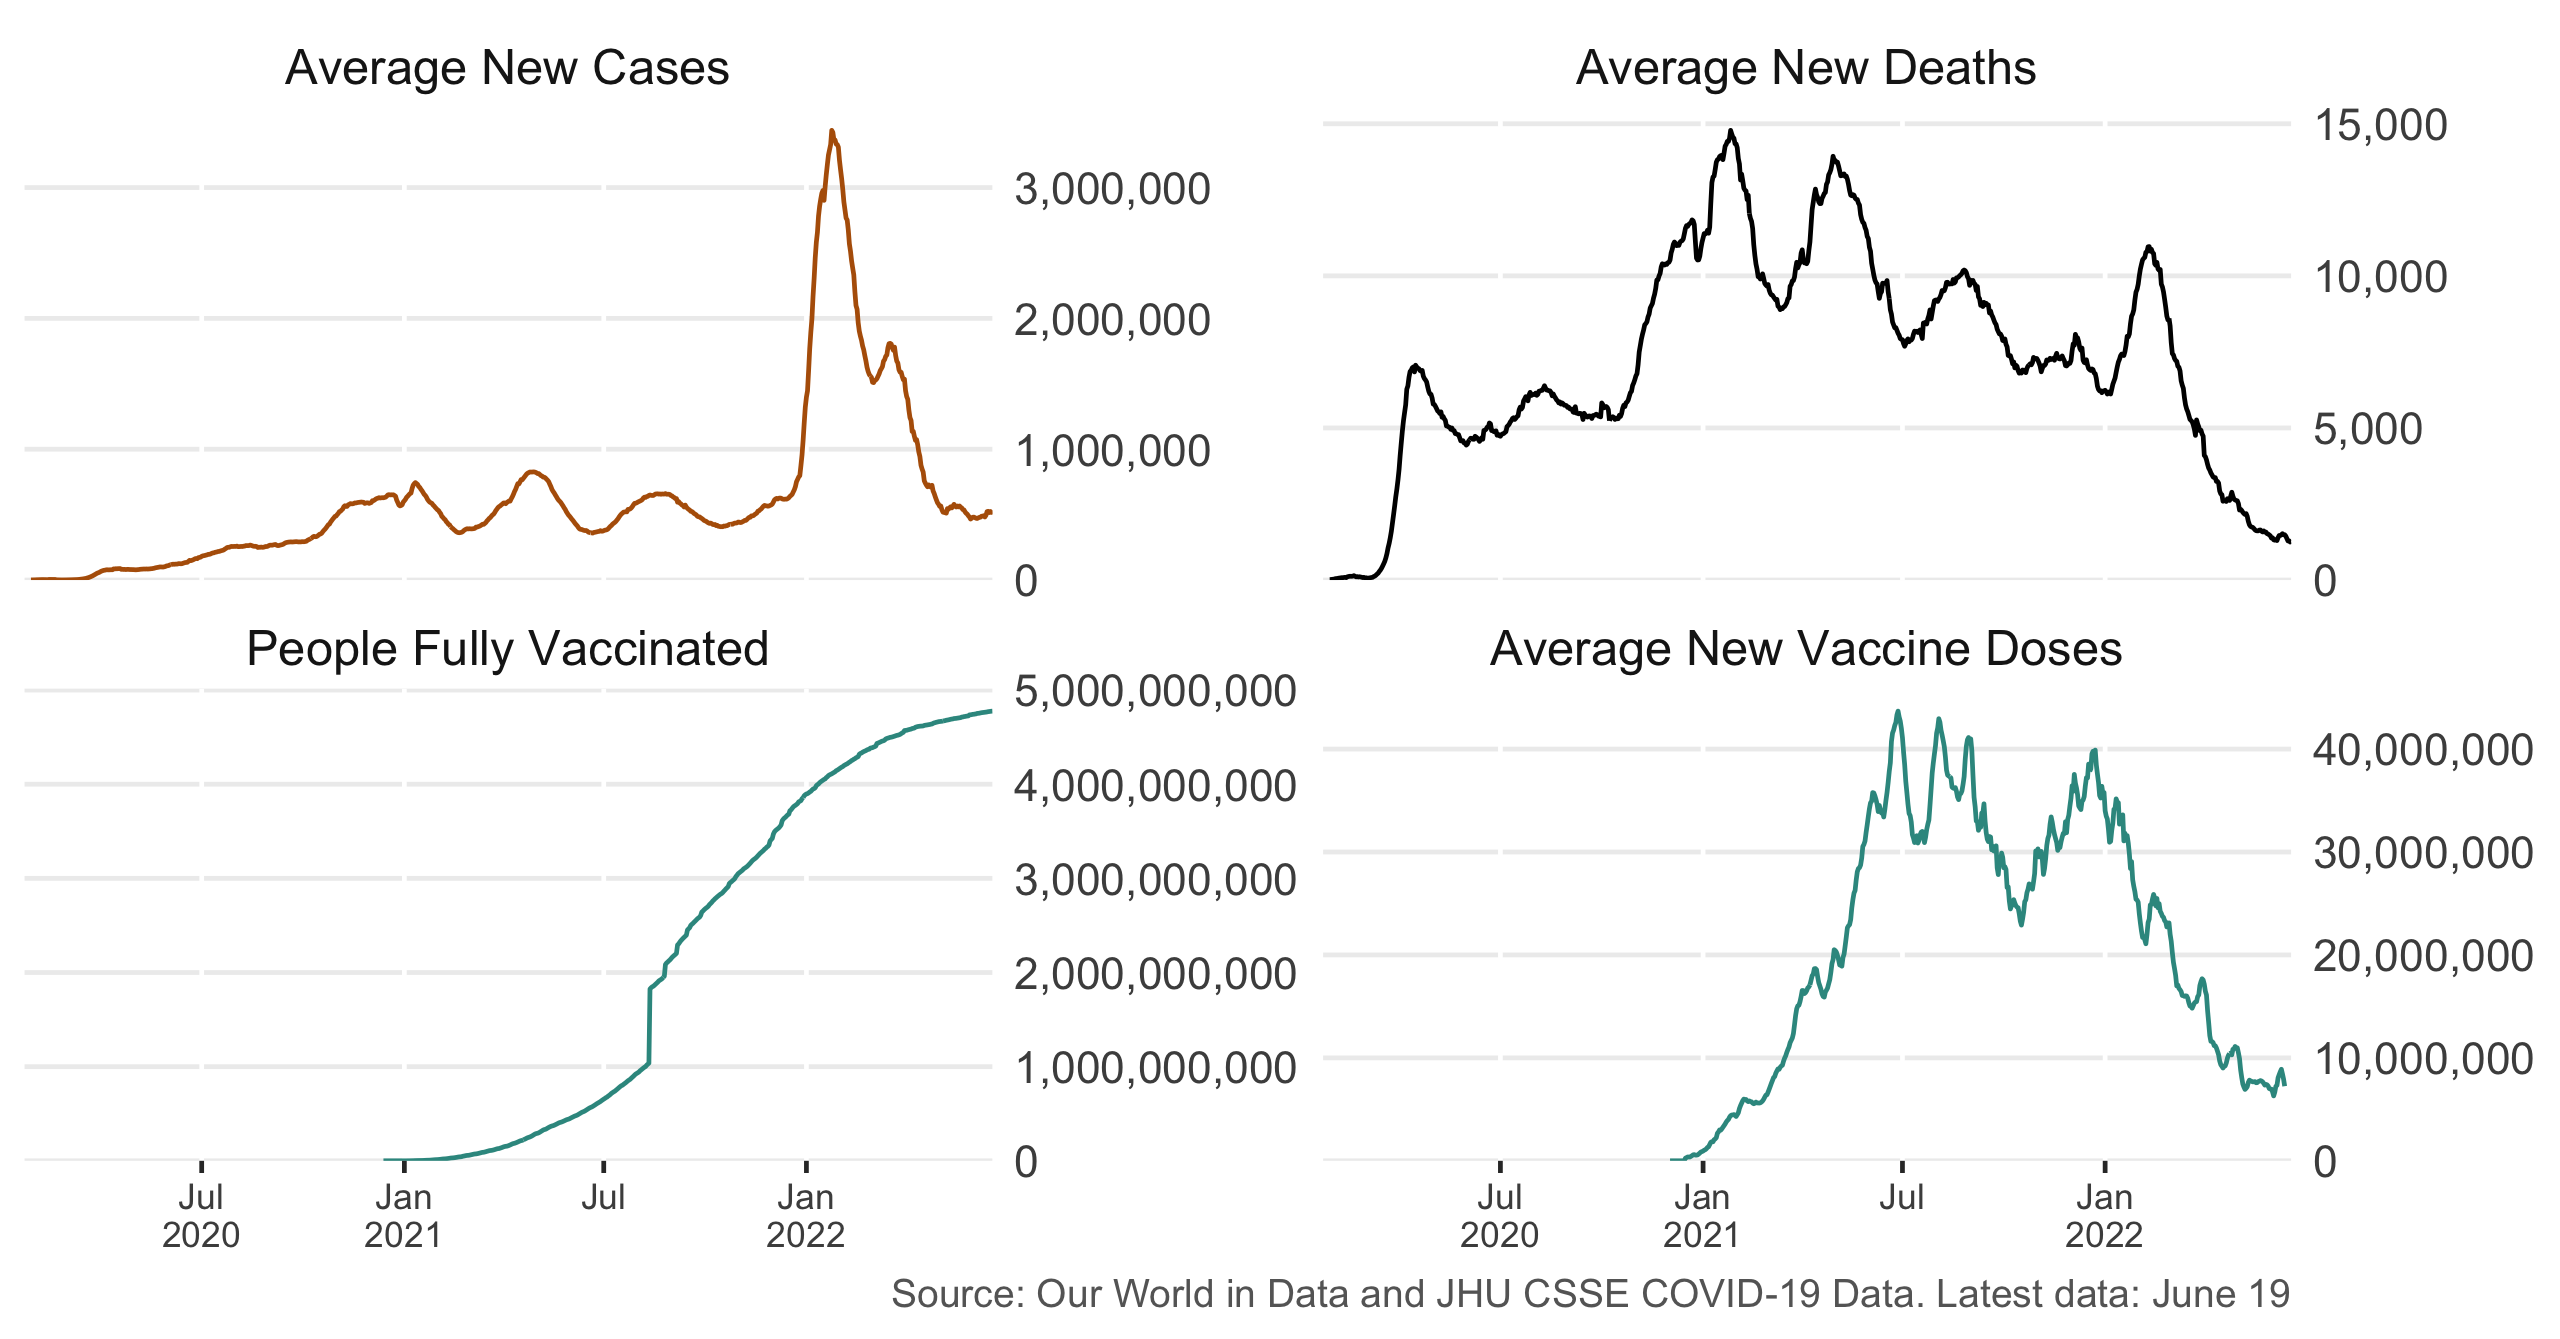 Average New Cases
3,000,000
2,000,000
1,000,000
0
Average New Deaths
15,000
10,000
5,000
0
People Fully Vaccinated
5,000,000,000
4,000,000,000
3,000,000,000
2,000,000,000
1,000,000,000
0
Jul Jan Jul Jan
2020 2021 2022
Average New Vaccine Doses
40,000,000
30,000,000
20,000,000
10,000,000
0
Jul Jan Jul Jan
2020 2021 2022
Source: Our World in Data and JHU CSSE COVID-19 Data. Latest data: June 19